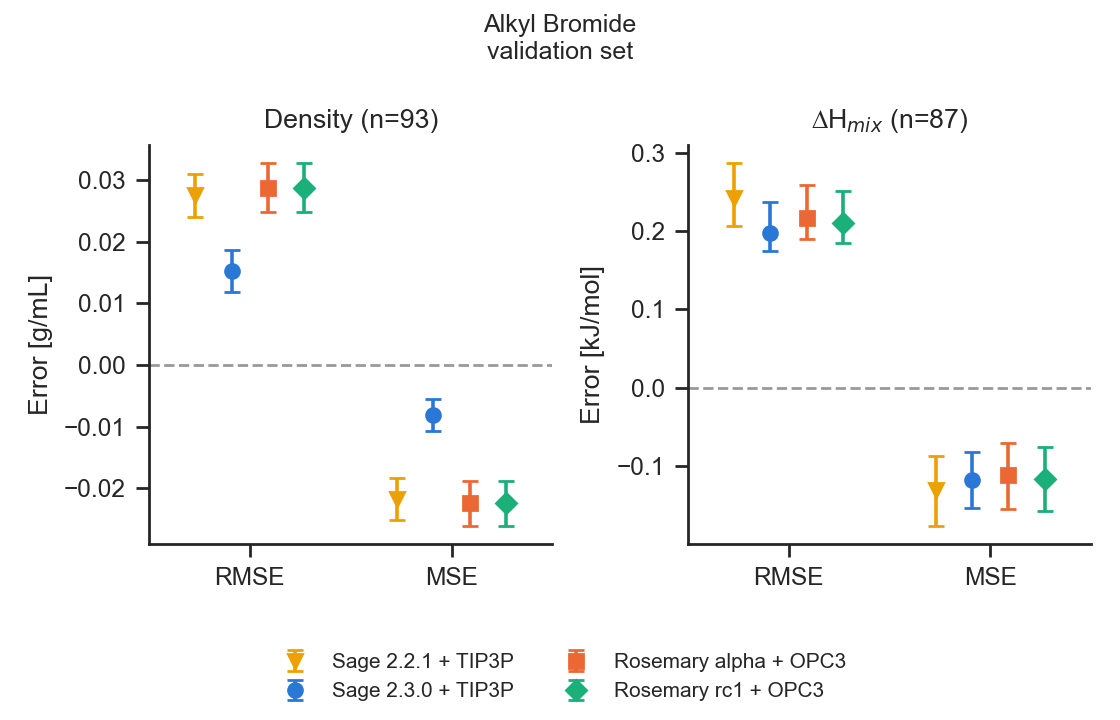 Alkyl Bromide
validation set
Density (n=93)
ΔHmix (n=87)
Error [g/mL]
0.03
0.02
0.01
0.00
−0.01
−0.02
RMSE
MSE
Error [kJ/mol]
0.3
0.2
0.1
0.0
−0.1
RMSE
MSE
Sage 2.2.1 + TIP3P
Sage 2.3.0 + TIP3P
Rosemary alpha + OPC3
Rosemary rc1 + OPC3